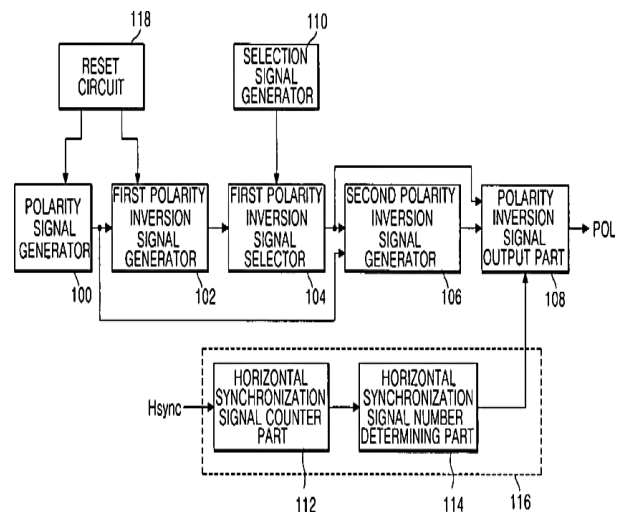 118
110
RESET
CIRCUIT
SELECTION
SIGNAL
GENERATOR
POLARITY
SIGNAL
GENERATOR
FIRST POLARITY
INVERSION
SIGNAL
GENERATOR
FIRST POLARITY
INVERSION
SIGNAL
SELECTOR
SECOND POLARITY
INVERSION
SIGNAL
GENERATOR
POLARITY
INVERSION
SIGNAL
OUTPUT PART
POL
100
102
104
106
108
Hsync
HORIZONTAL
SYNCHRONIZATION
SIGNAL COUNTER
PART
HORIZONTAL
SYNCHRONIZATION
SIGNAL NUMBER
DETERMINING PART
112
114
116